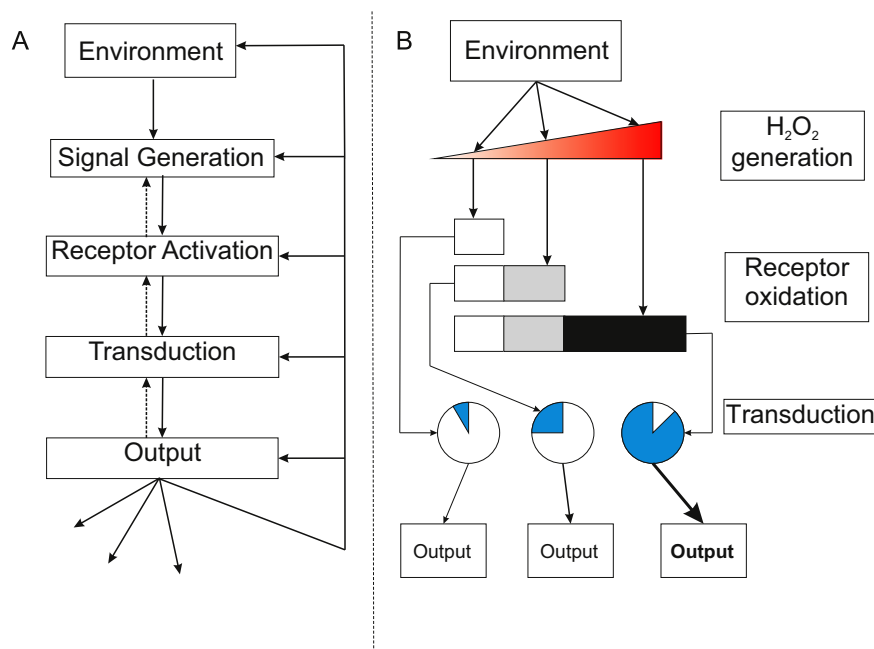 A
Environment
Signal Generation
Receptor Activation
Transduction
Output
B
Environment
H₂O₂
generation
Receptor
oxidation
Transduction
Output
Output
Output